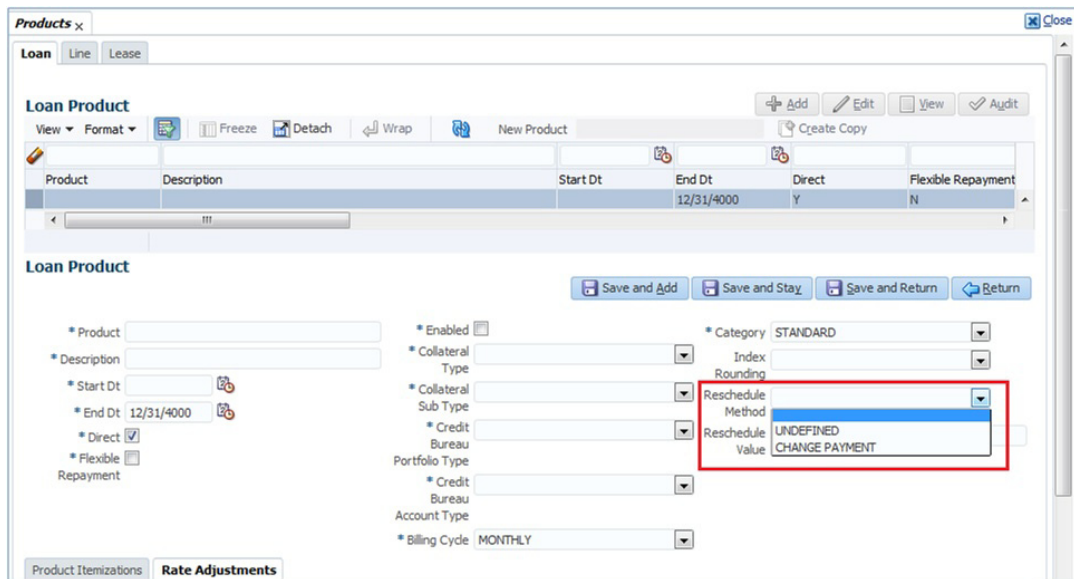 Products x
Close
Loan Line Lease
Loan Product
Add Edit View Audit
View Format Freeze Detach Wrap New Product Create Copy
Product Description Start Dt End Dt Direct Flexible Repayment
12/31/4000 Y N
Loan Product
Save and Add Save and Stay Save and Return Return
* Product
* Description
* Start Dt
* End Dt 12/31/4000
* Direct
* Flexible
Repayment
* Enabled
* Collateral
Type
* Collateral
Sub Type
* Credit
Bureau
Portfolio Type
* Credit
Bureau
Account Type
* Billing Cycle MONTHLY
* Category STANDARD
Index
Rounding
Reschedule
Method
UNDEFINED
CHANGE PAYMENT
Reschedule
Value
Product Itemizations Rate Adjustments